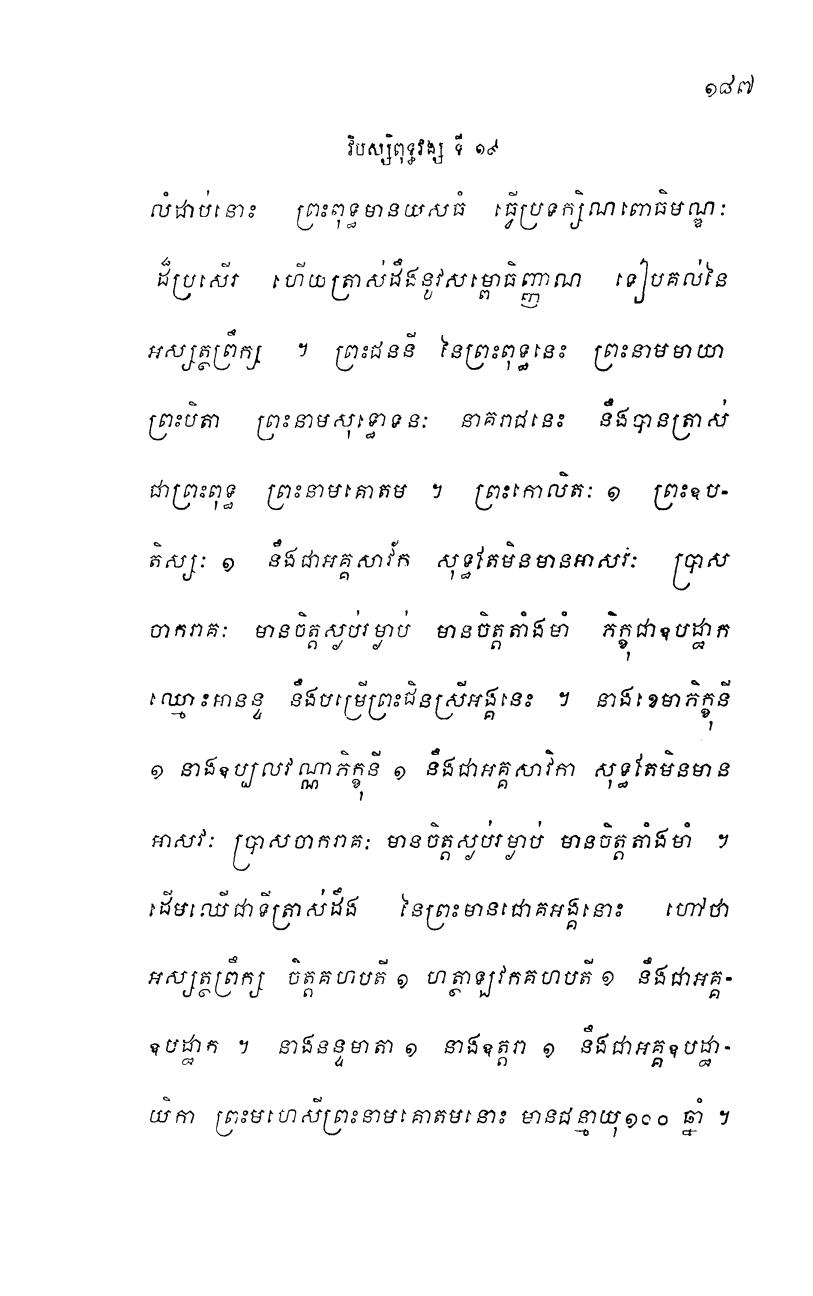 ១៨៧
វិបស្សិពុទ្ធវង្ស ទី ១៩
លំដាប់នោះ ព្រះពុទ្ធមានយសធំ ធ្វើប្រទក្សិណពោធិមណ្ឌៈ
ដ៏ប្រសើរ ហើយត្រាស់ដឹងនូវសម្ពោធិញ្ញាណ ទៀបគល់នៃ
អស្សត្ថព្រឹក្ស ។ ព្រះជននី នៃព្រះពុទ្ធនេះ ព្រះនាមមាយា
ព្រះបិតា ព្រះនាមសុទ្ធោទនៈ នាគរាជនេះ នឹងបានត្រាស់
ជាព្រះពុទ្ធ ព្រះនាមគោតម ។ ព្រះកោលិតៈ ១ ព្រះឧប-
តិស្សៈ ១ នឹងជាអគ្គសាវ័ក សុទ្ធតែមិនមានអាសវៈ ប្រាស
ចាករាគៈ មានចិត្តស្ងប់រម្ងាប់ មានចិត្តតាំងមាំ ភិក្ខុជាឧបដ្ឋាក
ឈ្មោះអានន្ទ នឹងបម្រើព្រះជិនស្រីអង្គនេះ ។ នាងខេមាភិក្ខុនី
១ នាងឧប្បលវណ្ណាភិក្ខុនី ១ នឹងជាអគ្គសាវិកា សុទ្ធតែមិនមាន
អាសវៈ ប្រាសចាករាគៈ មានចិត្តស្ងប់រម្ងាប់ មានចិត្តតាំងមាំ ។
ដើមឈើជាទីត្រាស់ដឹង នៃព្រះមានជោគអង្គនោះ ហៅថា
អស្សត្ថព្រឹក្ស ចិត្តគហបតី ១ ហត្ថាឡវកគហបតី ១ នឹងជាអគ្គ-
ឧបដ្ឋាក ។ នាងនន្ទមាតា ១ នាងឧត្តរា ១ នឹងជាអគ្គឧបដ្ឋា-
យិកា ព្រះមហេសីព្រះនាមគោតមនោះ មានជន្មាយុ១០០ ឆ្នាំ ។